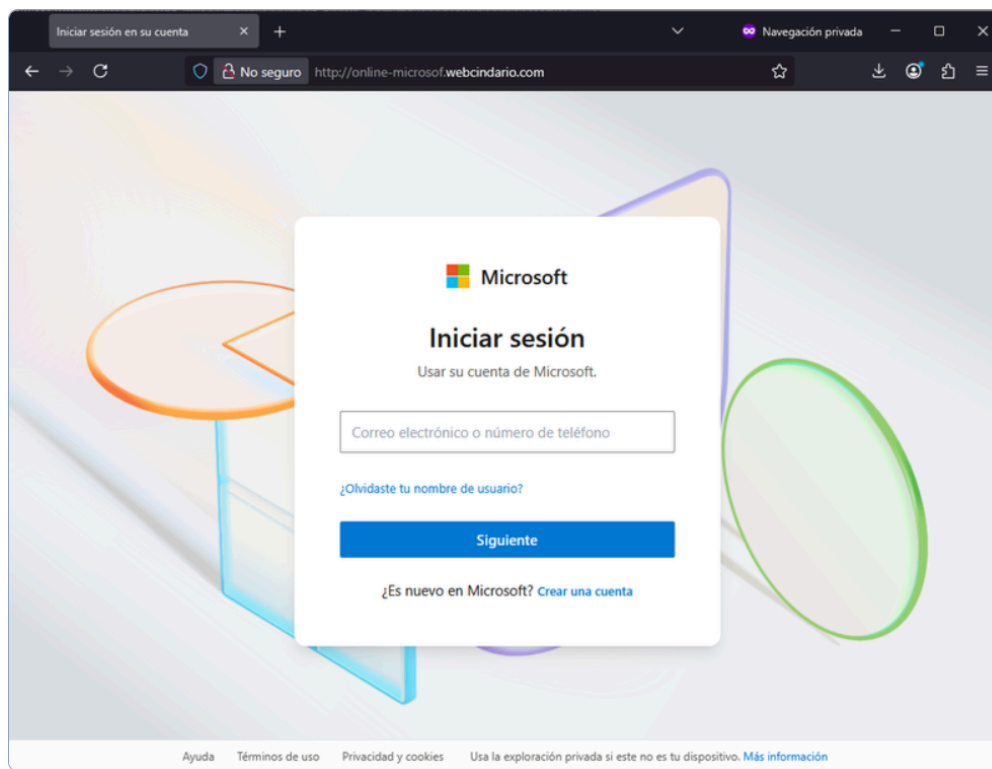 Iniciar sesión en su cuenta
Navegación privada
No seguro http://online-microsof.webcindario.com
Microsoft
Iniciar sesión
Usar su cuenta de Microsoft.
Correo electrónico o número de teléfono
¿Olvidaste tu nombre de usuario?
Siguiente
¿Es nuevo en Microsoft? Crear una cuenta
Ayuda Términos de uso Privacidad y cookies Usa la exploración privada si este no es tu dispositivo. Más información